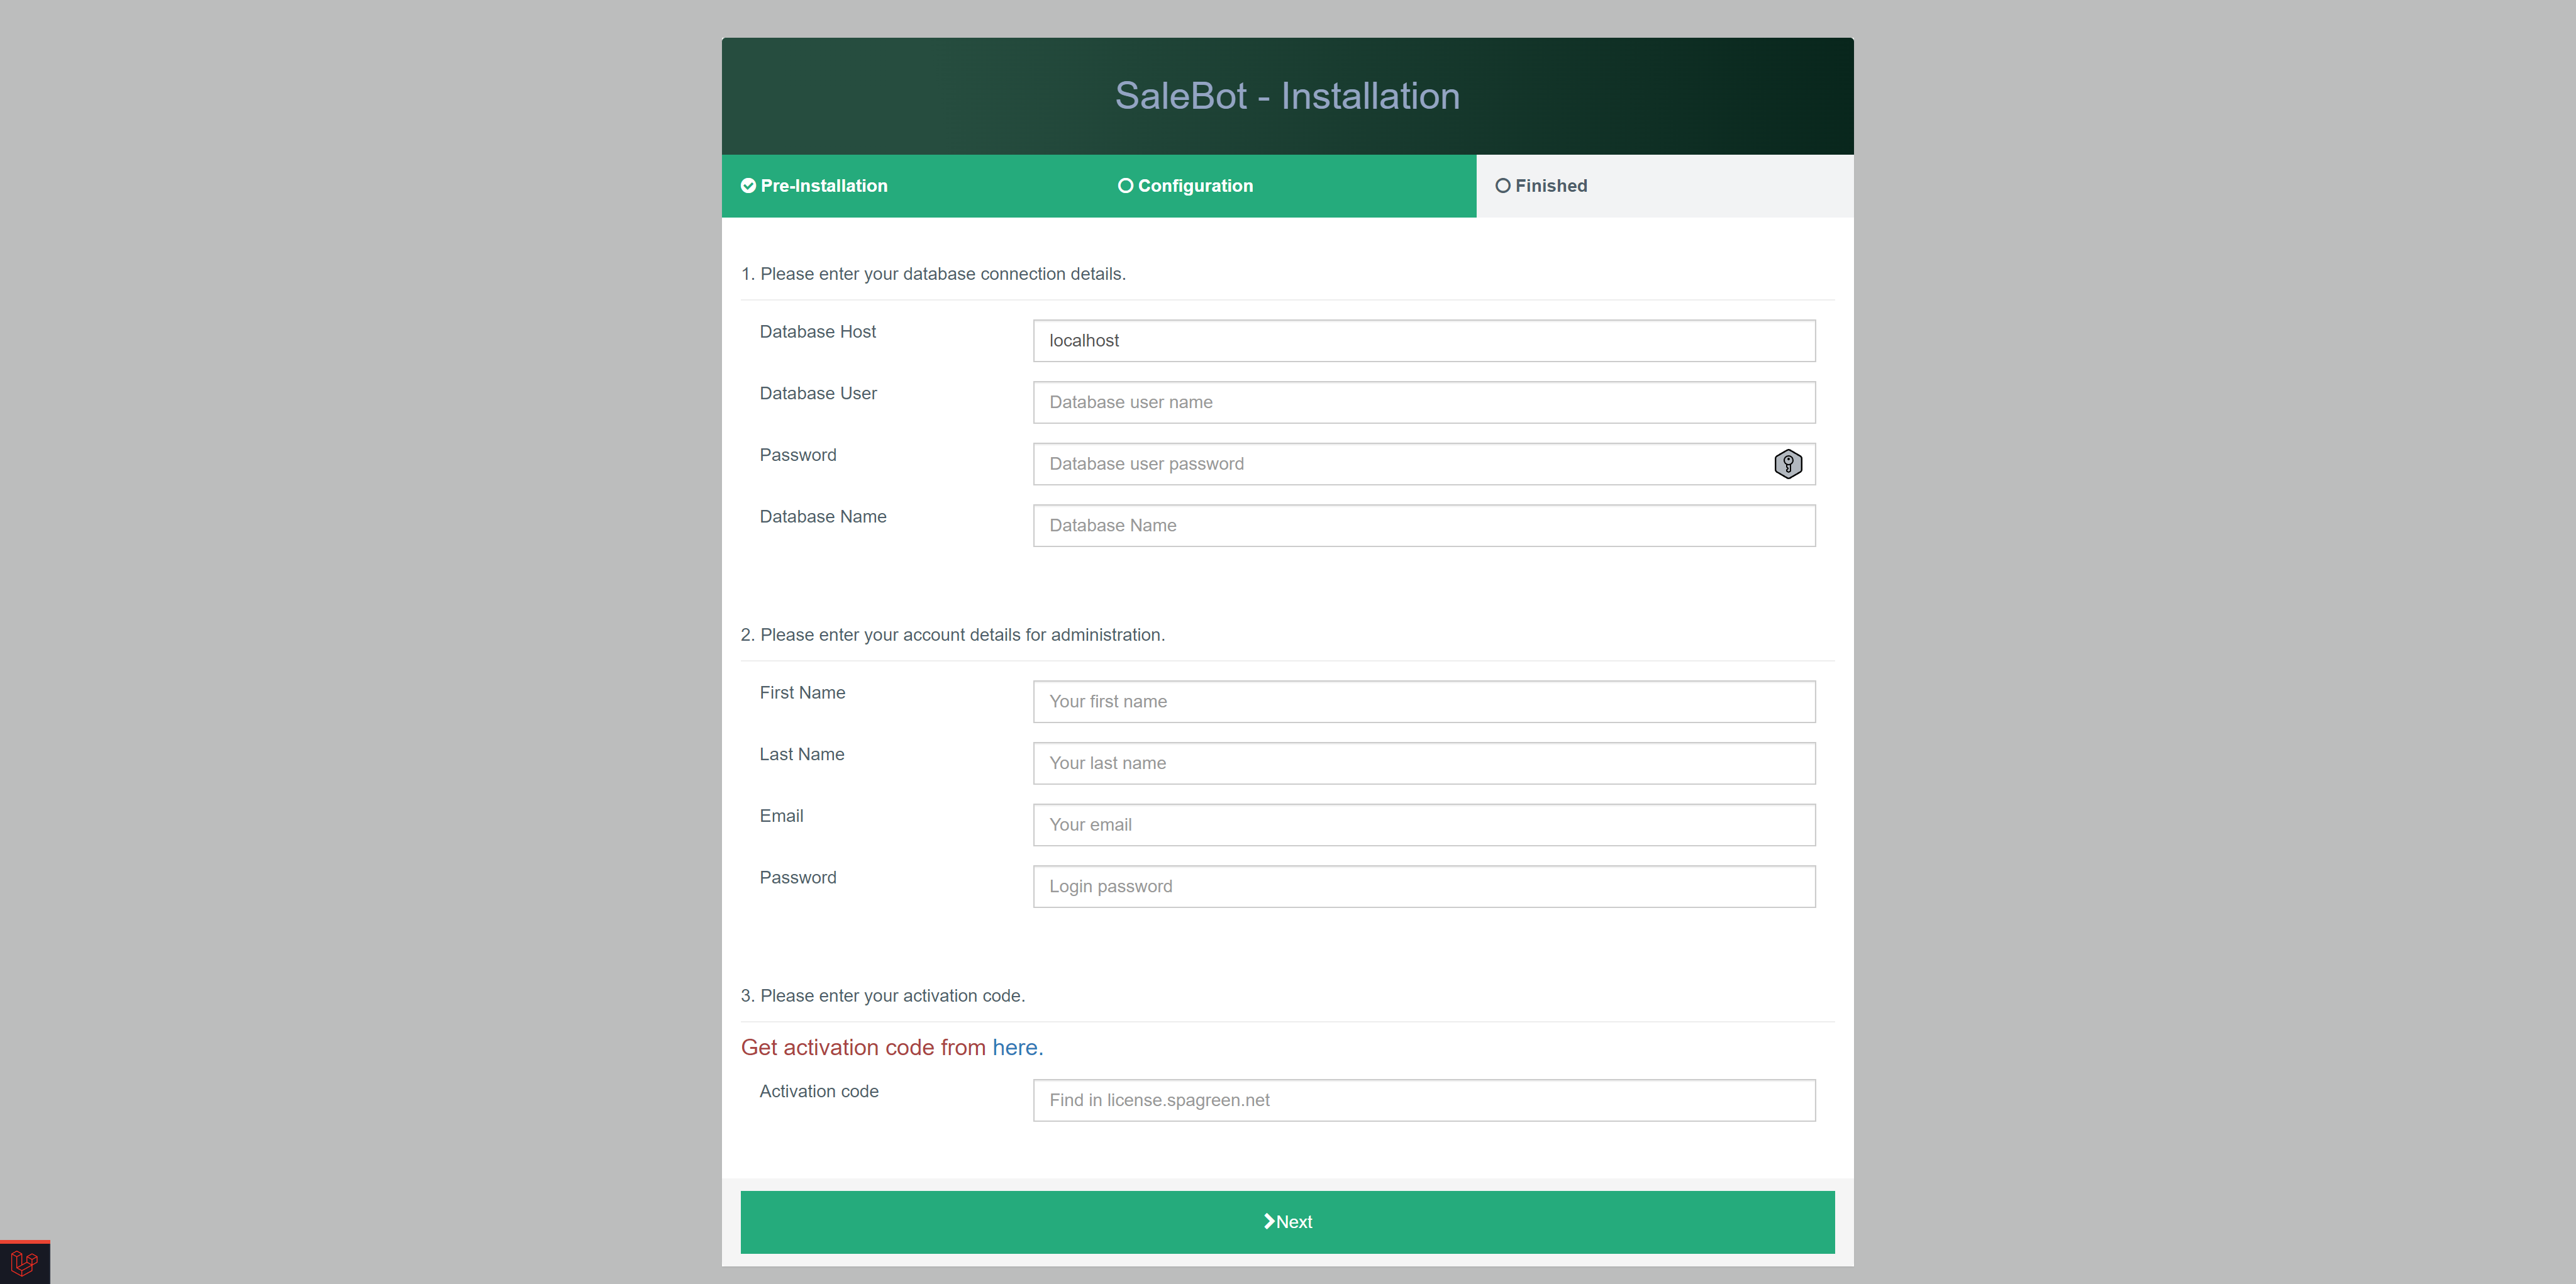 SaleBot - Installation
Pre-Installation
Configuration
Finished
1. Please enter your database connection details.
Database Host
localhost
Database User
Database user name
Password
Database user password
Database Name
Database Name
2. Please enter your account details for administration.
First Name
Your first name
Last Name
Your last name
Email
Your email
Password
Login password
3. Please enter your activation code.
Get activation code from here.
Activation code
Find in license.spagreen.net
Next